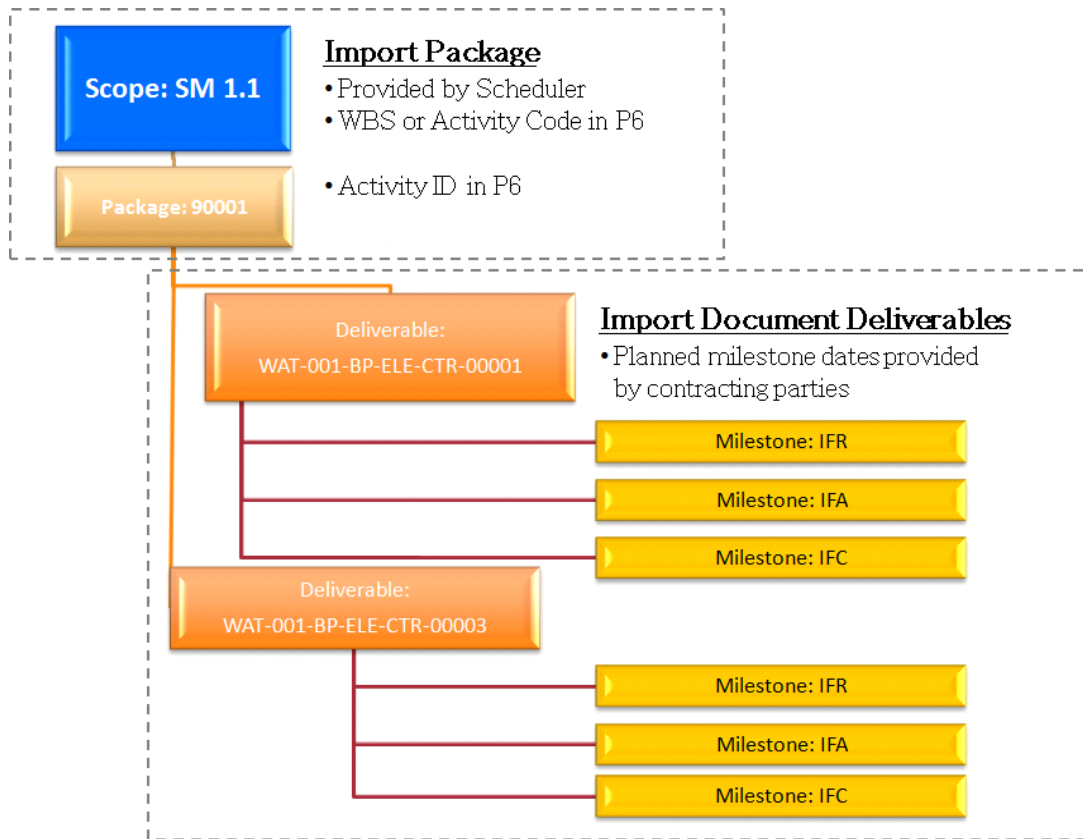 Scope: SM 1.1
Import Package
• Provided by Scheduler
• WBS or Activity Code in P6
Package: 90001
• Activity ID in P6
Deliverable:
WAT-001-BP-ELE-CTR-00001
Import Document Deliverables
• Planned milestone dates provided
by contracting parties
Milestone: IFR
Milestone: IFA
Milestone: IFC
Deliverable:
WAT-001-BP-ELE-CTR-00003
Milestone: IFR
Milestone: IFA
Milestone: IFC